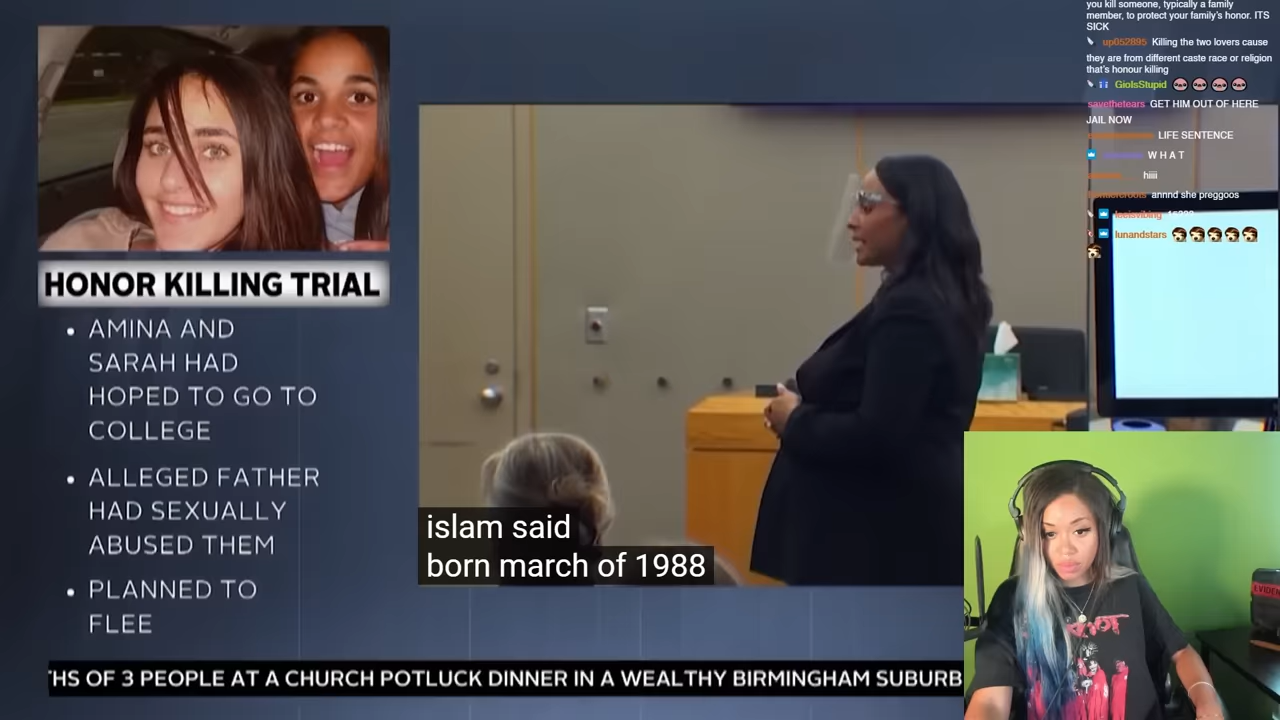 HONOR KILLING TRIAL
• AMINA AND
SARAH HAD
HOPED TO GO TO
COLLEGE
• ALLEGED FATHER
HAD SEXUALLY
ABUSED THEM
• PLANNED TO
FLEE
islam said
born march of 1988
THS OF 3 PEOPLE AT A CHURCH POTLUCK DINNER IN A WEALTHY BIRMINGHAM SUBURB
you kill someone, typically a family
member, to protect your family's honor. ITS
SICK
up052895 Killing the two lovers cause
they are from different caste race or religion
that's honour killing
GiolsStupid
savethetears GET HIM OUT OF HERE
JAIL NOW
LIFE SENTENCE
W H A T
hiii
annnd she preggoos
lunandstars